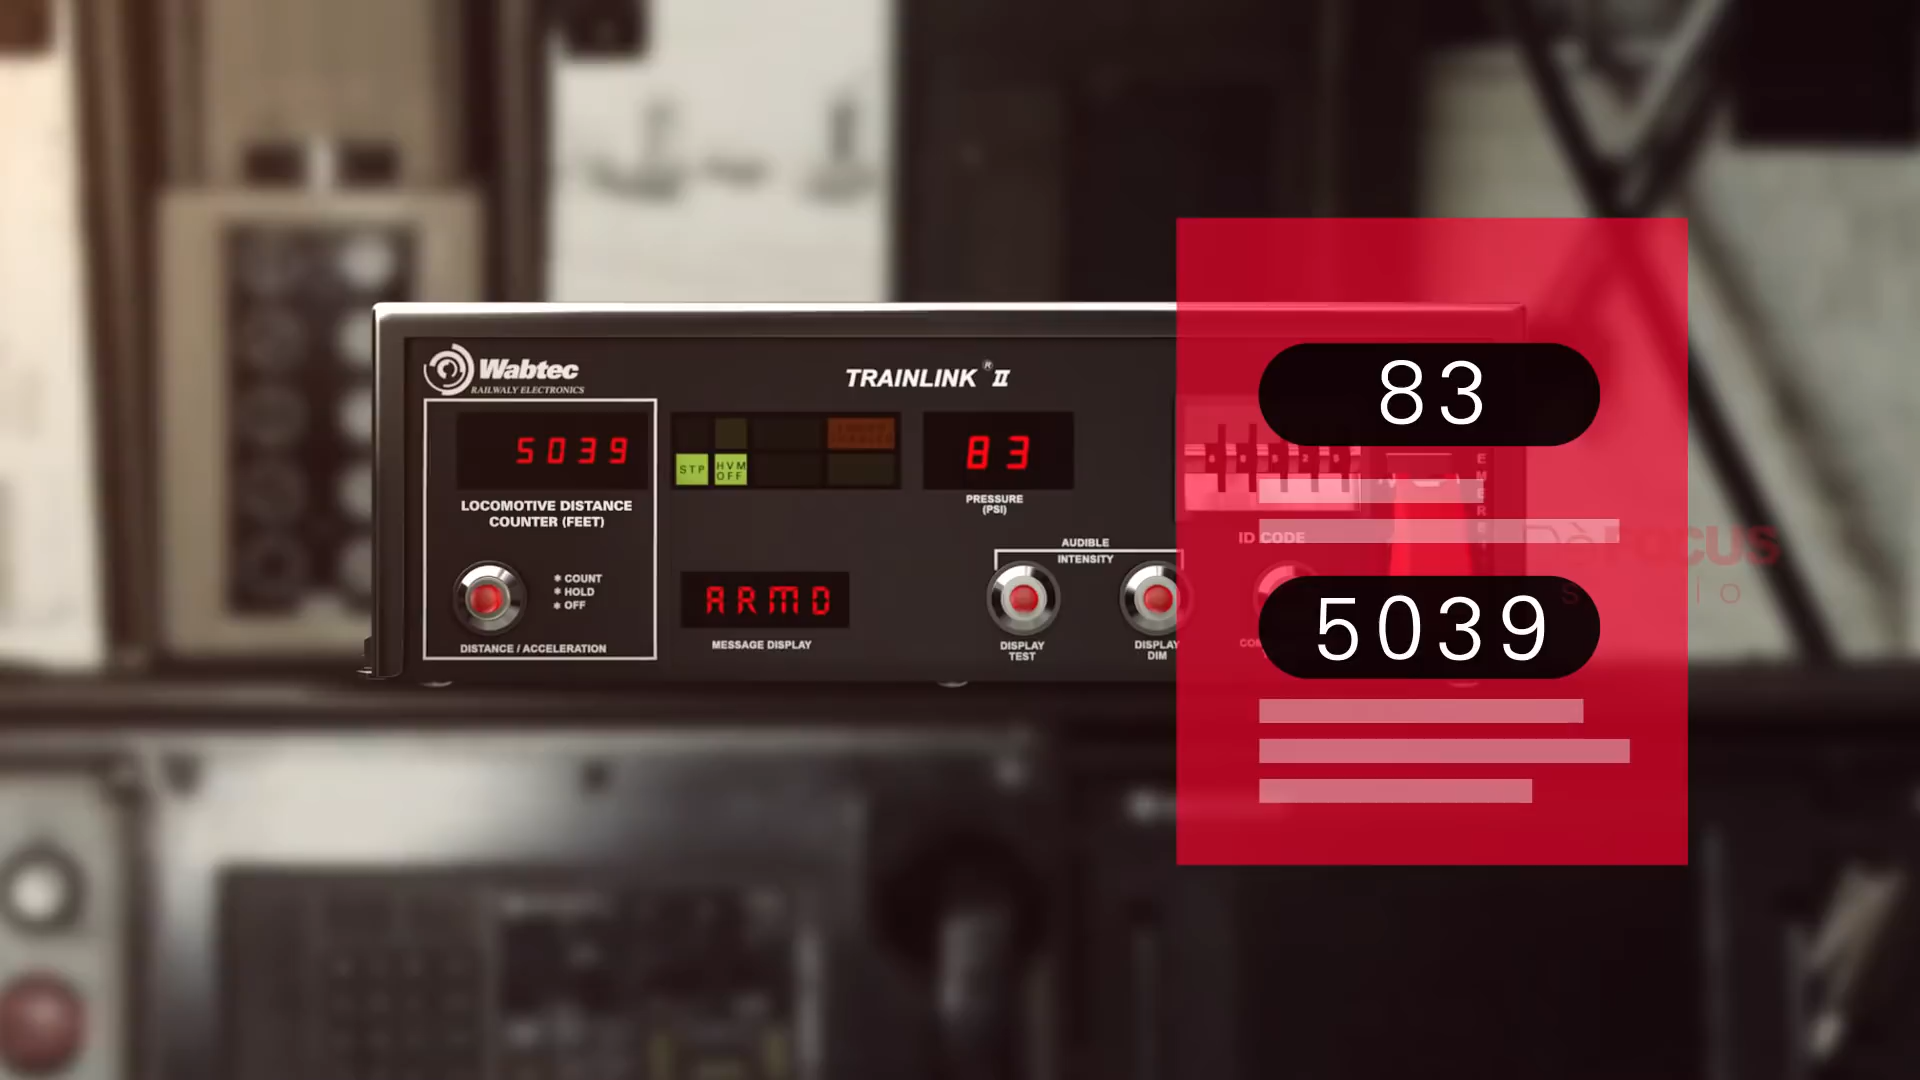 Wabtec
RAILWALY ELECTRONICS
TRAINLINK ® II
5039
STP
HVM OFF
83
83
LOCOMOTIVE DISTANCE
COUNTER (FEET)
PRESSURE
(PSI)
AUDIBLE
INTENSITY
ID CODE
* COUNT
* HOLD
* OFF
ARMD
5039
DISTANCE / ACCELERATION
MESSAGE DISPLAY
DISPLAY
TEST
DISPLAY
DIM
DèFOCUS